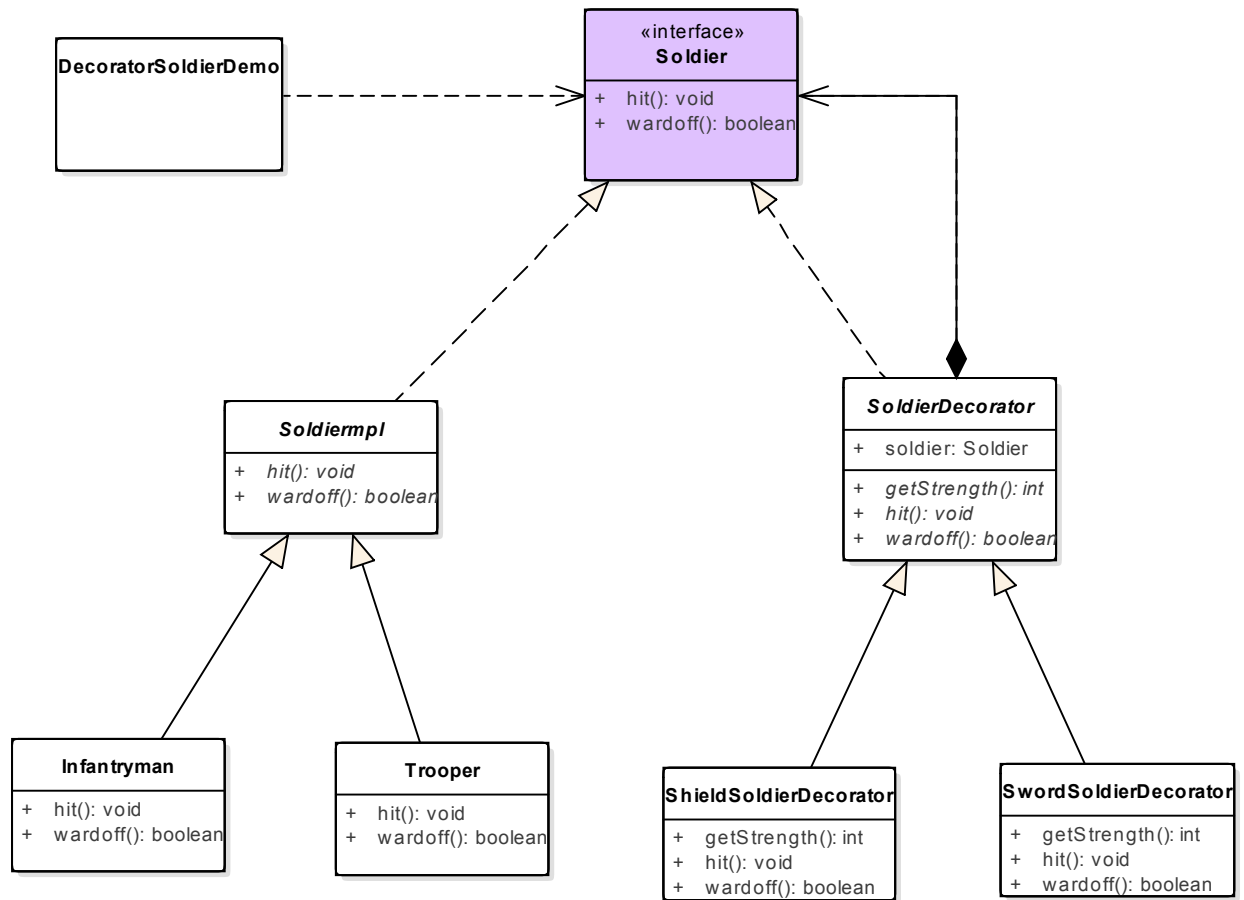 DecoratorSoldierDemo
«interface»
Soldier
+ hit(): void
+ wardoff(): boolean
Soldiermpl
+ hit(): void
+ wardoff(): boolean
SoldierDecorator
+ soldier: Soldier
+ getStrength(): int
+ hit(): void
+ wardoff(): boolean
Infantryman
+ hit(): void
+ wardoff(): boolean
Trooper
+ hit(): void
+ wardoff(): boolean
ShieldSoldierDecorator
+ getStrength(): int
+ hit(): void
+ wardoff(): boolean
SwordSoldierDecorator
+ getStrength(): int
+ hit(): void
+ wardoff(): boolean